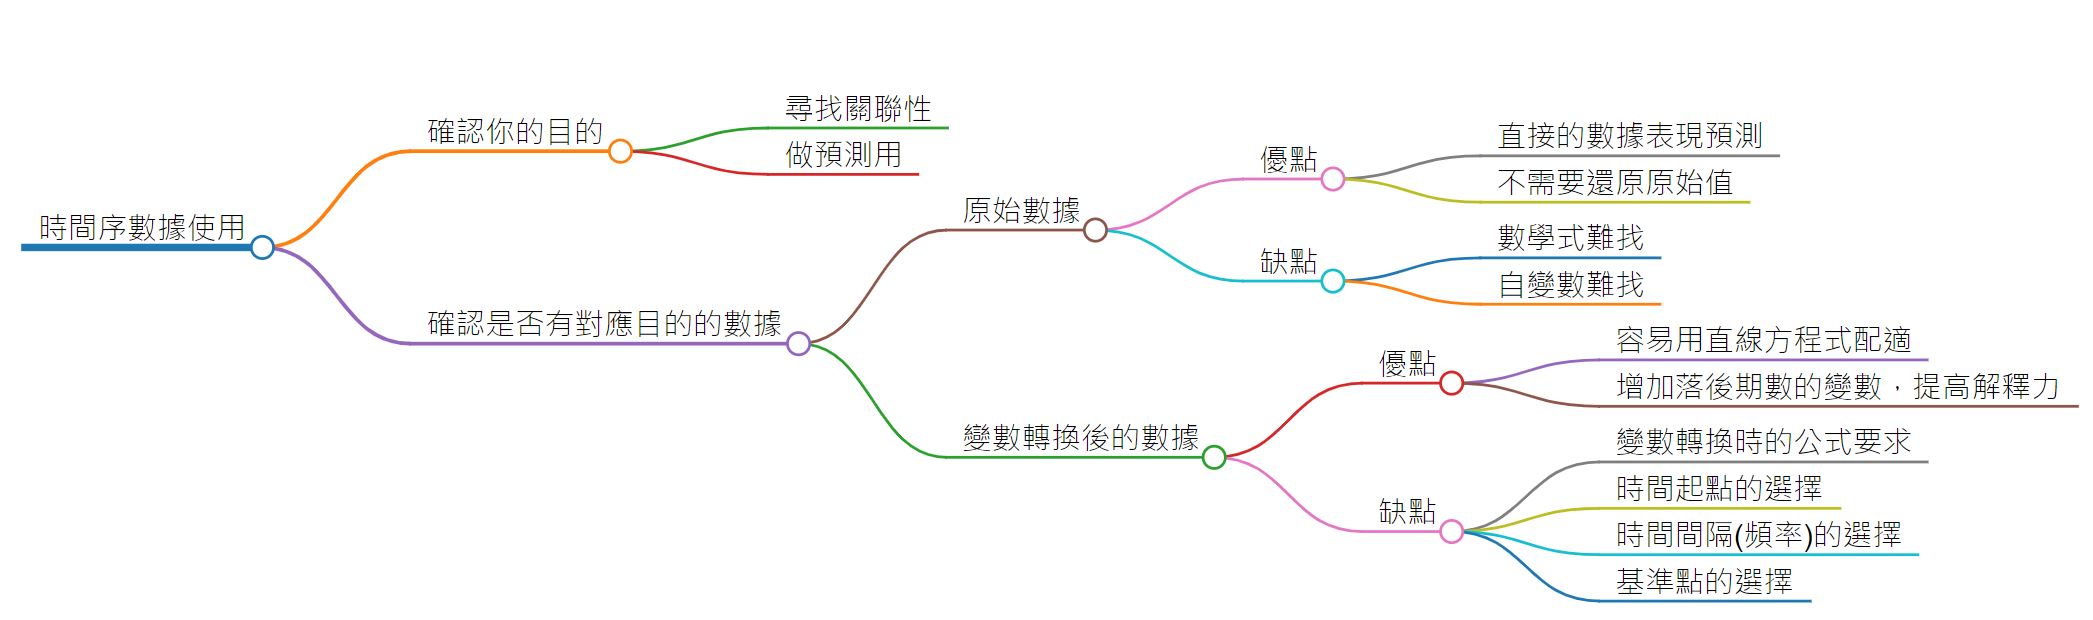 時間序數據使用
確認你的目的
尋找關聯性
做預測用
確認是否有對應目的的數據
原始數據
優點
直接的數據表現預測
不需要還原原始值
缺點
數學式難找
自變數難找
變數轉換後的數據
優點
容易用直線方程式配適
增加落後期數的變數，提高解釋力
缺點
變數轉換時的公式要求
時間起點的選擇
時間間隔(頻率)的選擇
基準點的選擇